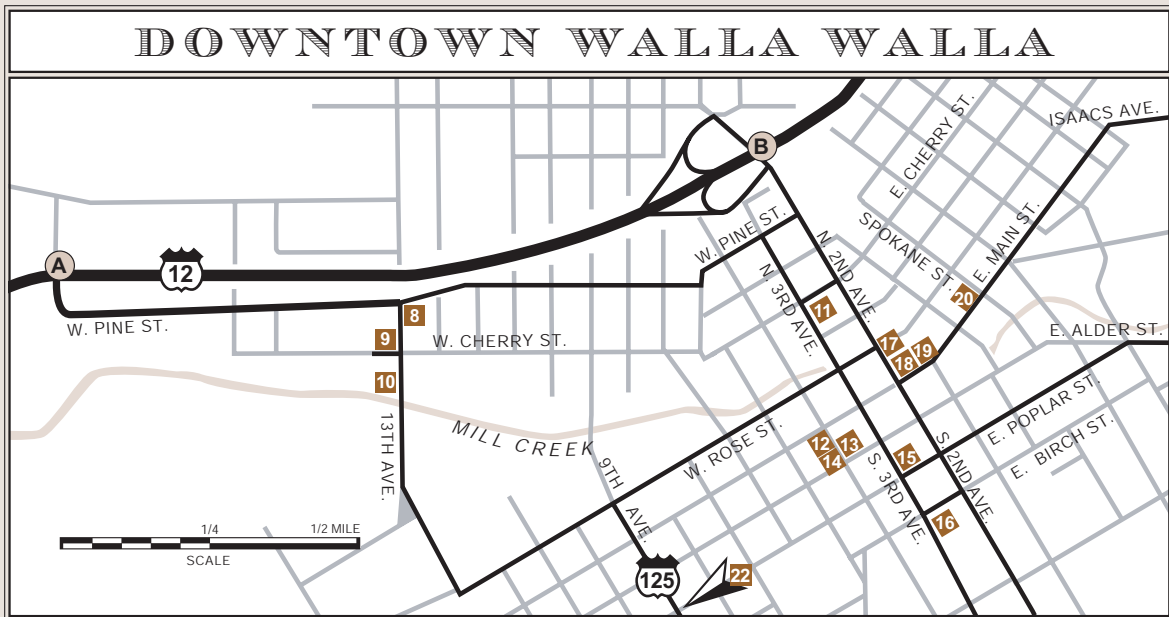 DOWNTOWN WALLA WALLA
ISAACS AVE.
B
E. CHERRY ST.
A
12
W. PINE ST.
N. 2ND AVE.
SPOKANE ST.
E. MAIN ST.
N. 3RD AVE.
20
11
8
W. PINE ST.
9
W. CHERRY ST.
E. ALDER ST.
17
18
19
10
13TH AVE.
MILL CREEK
W. ROSE ST.
12
13
14
15
S. 3RD AVE.
S. 2ND AVE.
E. POPLAR ST.
E. BIRCH ST.
9TH
AVE.
16
1/4
1/2 MILE
SCALE
125
22